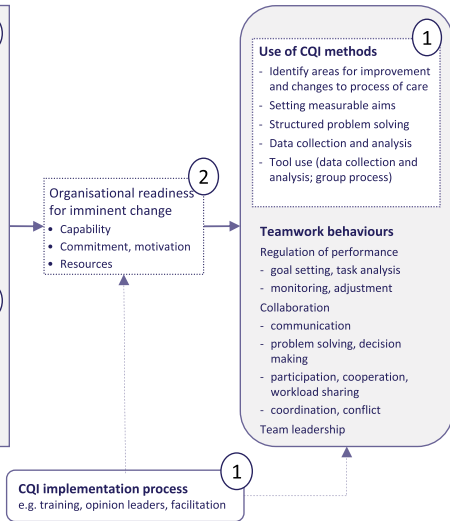 1
Use of CQI methods
- Identify areas for improvement
and changes to process of care
- Setting measurable aims
- Structured problem solving
- Data collection and analysis
- Tool use (data collection and
analysis; group process)
2
Organisational readiness
for imminent change
• Capability
• Commitment, motivation
• Resources
Teamwork behaviours
Regulation of performance
- goal setting, task analysis
- monitoring, adjustment
Collaboration
- communication
- problem solving, decision
making
- participation, cooperation,
workload sharing
- coordination, conflict
Team leadership
1
CQI implementation process
e.g. training, opinion leaders, facilitation